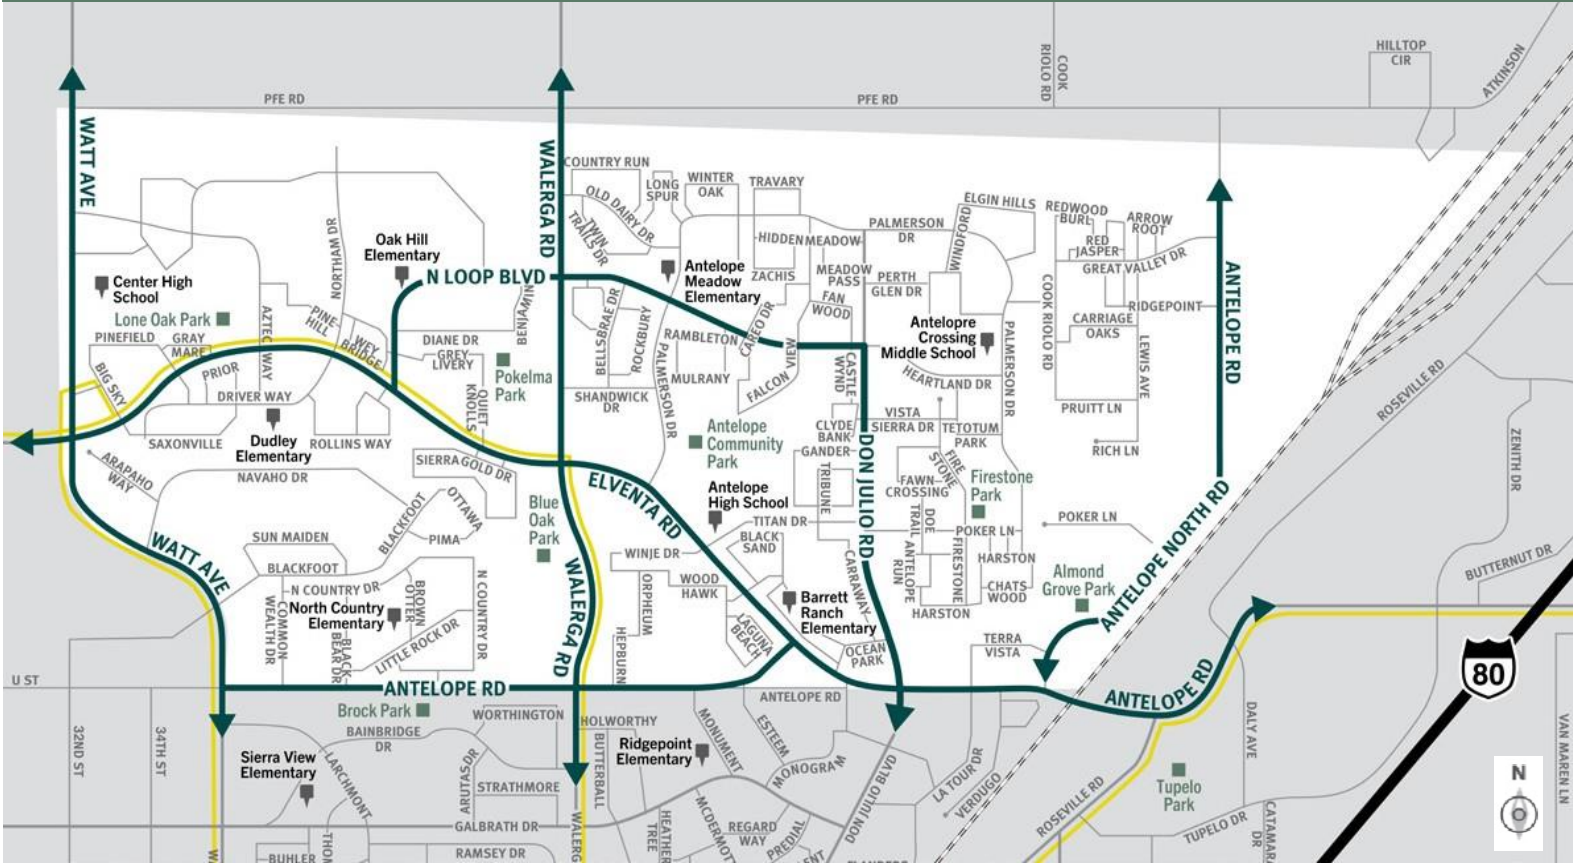 HILLTOP
CIR
ATKINSON
COOK
RIOLO RD
PFE RD
PFE RD
WATT AVE
WALERGA RD
COUNTRY RUN
LONG
SPUR
WINTER
OAK
TRAVARY
OLD DAIRY DR
TWIN
TRAILS DR
ELGIN HILLS
WINDFORD
REDWOOD
BURL
ARROW
ROOT
RED
JASPER
GREAT VALLEY DR
PALMERSON
DR
HIDDEN MEADOW
NORTHAM DR
Oak Hill
Elementary
N LOOP BLVD
Antelope
Meadow
Elementary
ZACHIS
MEADOW
PASS
PERTH
GLEN DR
FAN
WOOD
COOK RIOLO RD
RIDGEPOINT
CARRIAGE
OAKS
ANTELOPE RD
Center High
School
Lone Oak Park
PINEFIELD
GRAY
MARE
AZTEC WAY
PINE
HILL
WEY
BRIDGE
DIANE DR
GREY
LIVERY
BENJAMIN
BELLSBRAE DR
ROCKBURY
RAMBLETON
CAREO DR
MULRANY
FALCON VIEW
CASTLE
WYND
Antelopre
Crossing
Middle School
PALMERSON DR
HEARTLAND DR
LEWIS AVE
BIG SKY
PRIOR
DRIVER WAY
Pokelma
Park
QUIET
KNOLLS
SHANDWICK
DR
PALMERSON DR
PRUITT LN
ROSEVILLE RD
SAXONVILLE
Dudley
Elementary
ROLLINS WAY
Antelope
Community
Park
CLYDE
BANK
VISTA
SIERRA DR
TETOTUM
PARK
GANDER
RICH LN
ZENITH DR
ARAPAHO
WAY
NAVAHO DR
SIERRA GOLD DR
ELVENTA RD
Antelope
High School
TRIBUNE
DON JULIO RD
FIRE
STONE
FAWN
CROSSING
Firestone
Park
OTTAWA
BLACKFOOT
PIMA
Blue
Oak
Park
TITAN DR
BLACK
SAND
DOE
TRAIL
POKER LN
POKER LN
ANTELOPE NORTH RD
SUN MAIDEN
BLACKFOOT
WATT AVE
WALERGA RD
WINJE DR
WOOD
HAWK
ORPHEUM
CARRAWAY
ANTELOPE
RUN
FIRESTONE
HARSTON
CHATS
WOOD
HARSTON
Almond
Grove Park
BUTTERNUT DR
N COUNTRY DR
COMMON
WEALTH DR
North Country
Elementary
BROWN
OTTER
N COUNTRY DR
BLACK
BEAR DR
LITTLE ROCK DR
HEPBURN
LAGUNA
BEACH
Barrett
Ranch
Elementary
OCEAN
PARK
TERRA
VISTA
U ST
ANTELOPE RD
ANTELOPE RD
ANTELOPE RD
80
Brock Park
WORTHINGTON
HOLWORTHY
32ND ST
34TH ST
BAINBRIDGE
DR
Sierra View
Elementary
LARCHMONT
ARUTAS DR
STRATHMORE
BUTTERBALL
Ridgepoint
Elementary
MONUMENT
ESTEEM
MONOGRAM
DON JULIO BLVD
LA TOUR DR
VERDUGO
DALY AVE
VAN MAREN LN
Tupelo
Park
N
ROSEVILLE RD
TUPELO DR
CATAMAR
DR
GALBRATH DR
WALERG
HEATHER
TREE
MCDERMOTT
REGARD
WAY
PREDIAL
BUHLER
RAMSEY DR